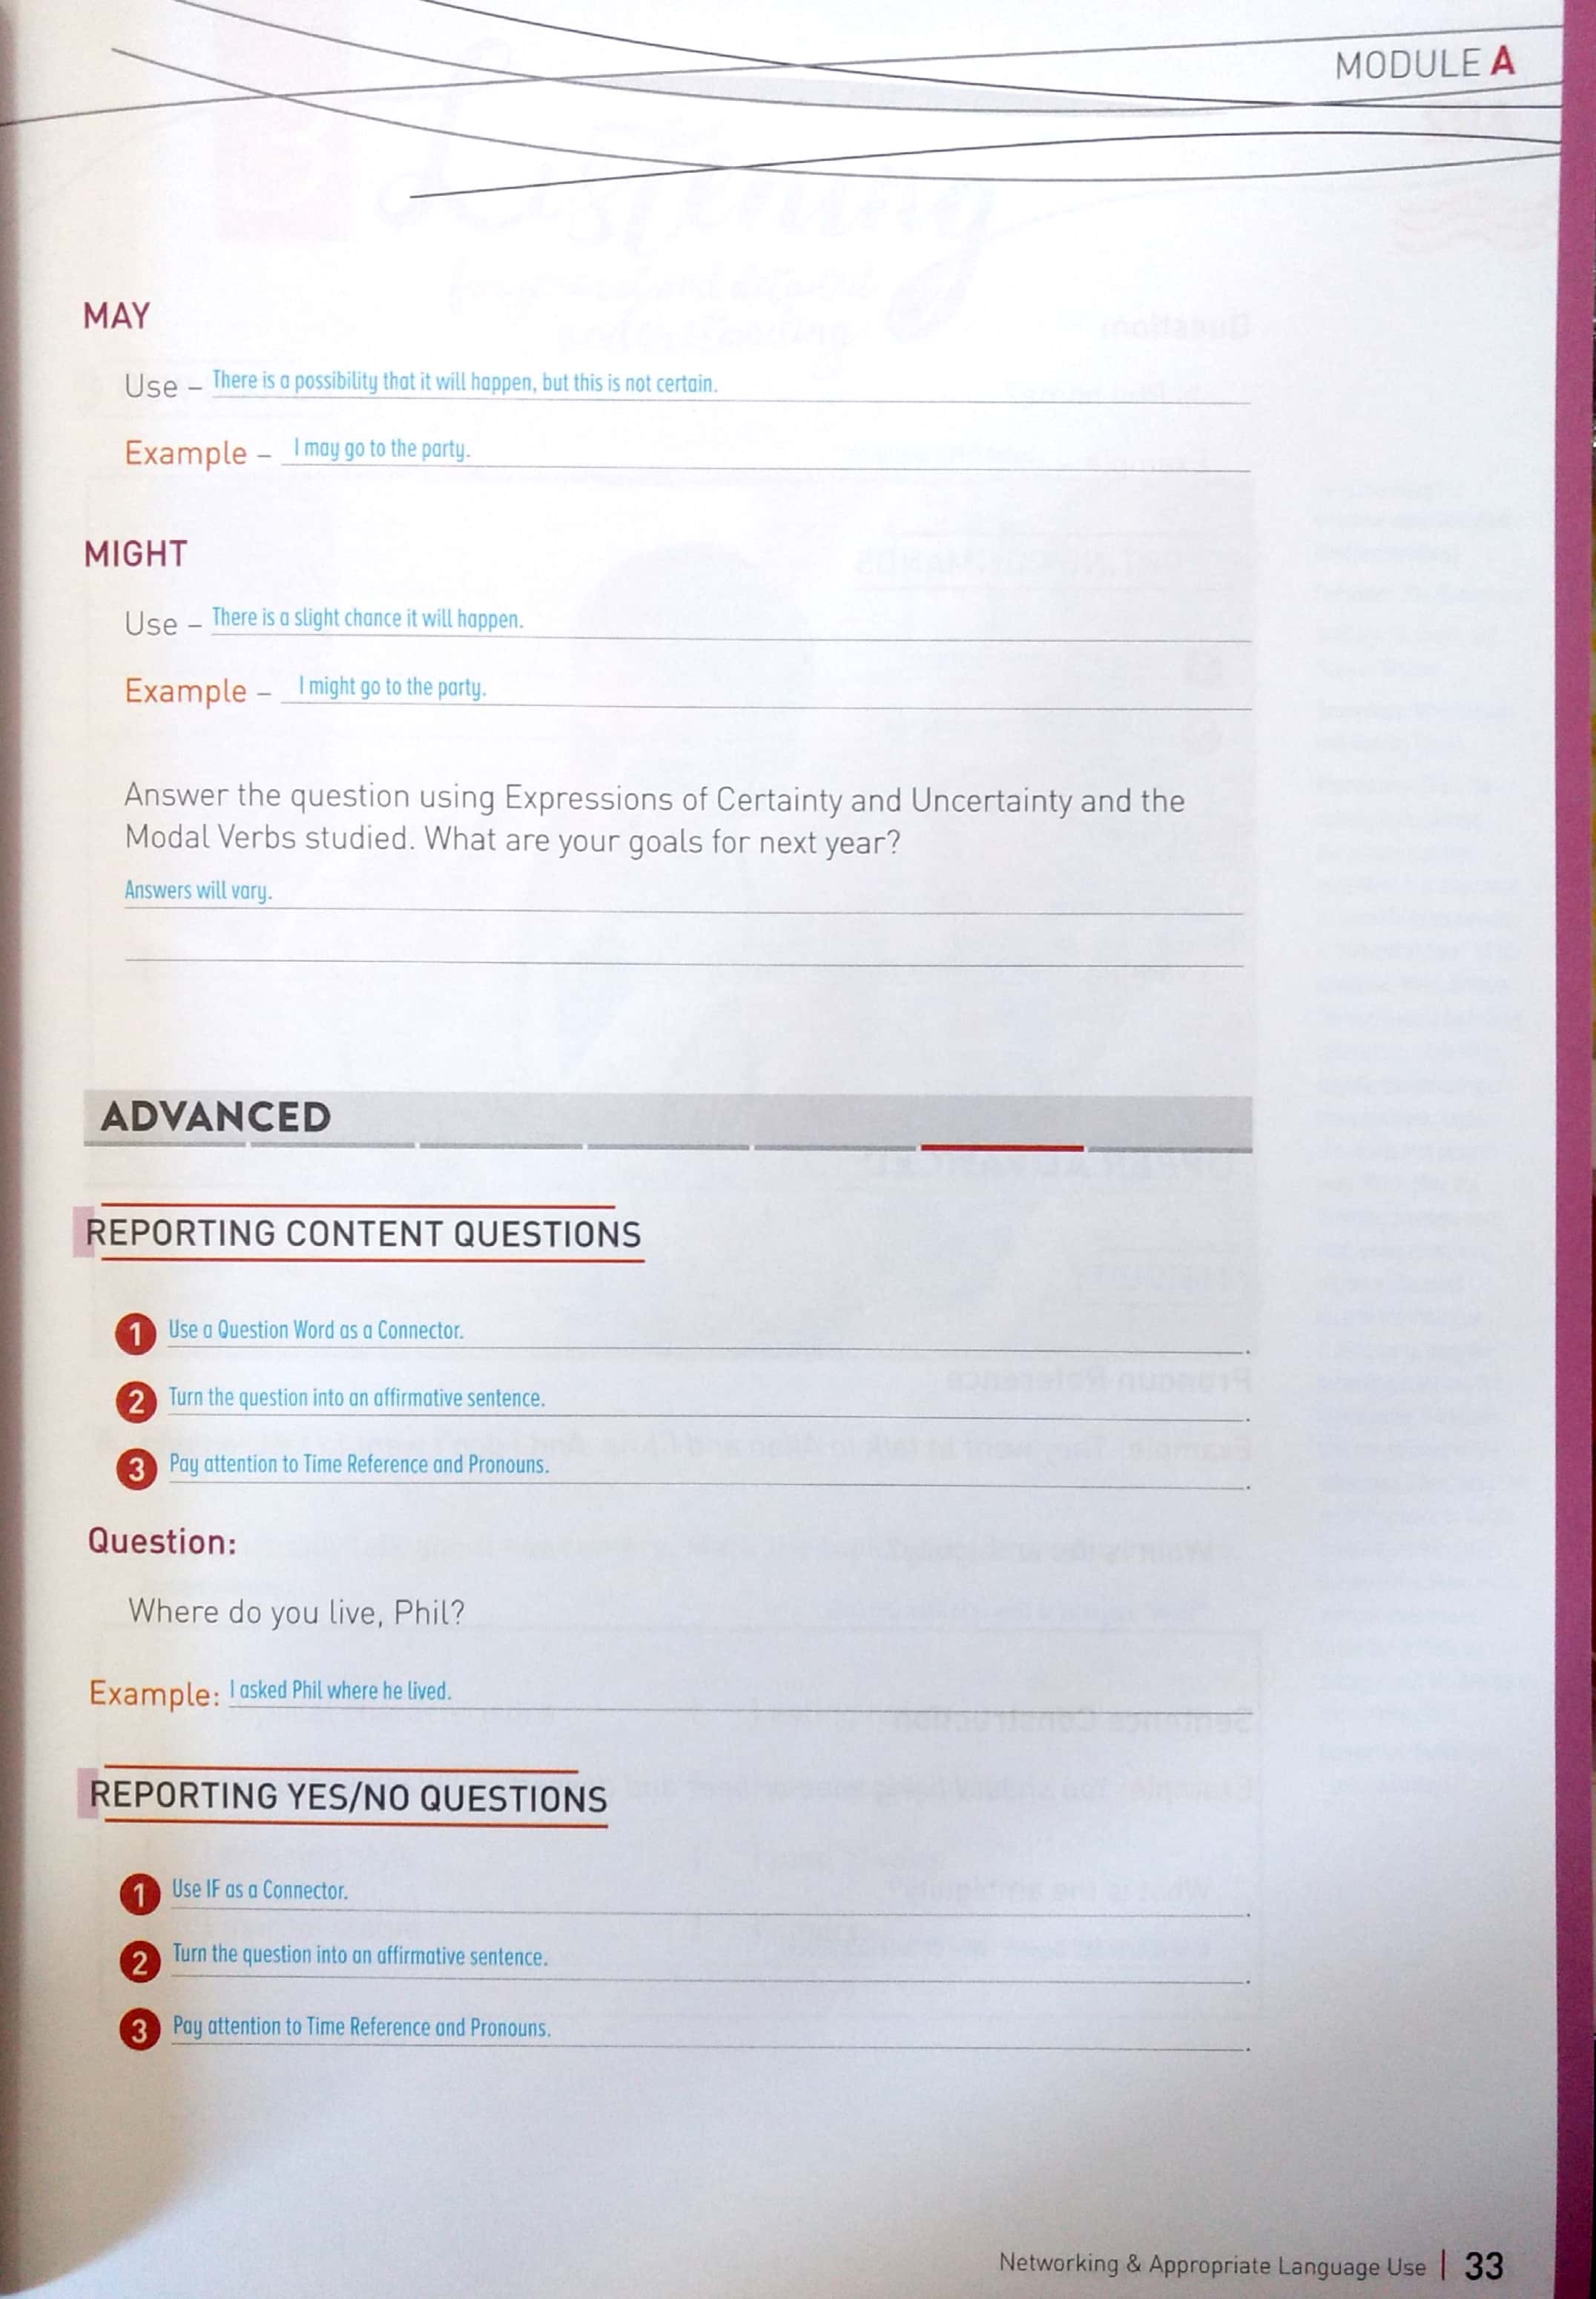 MODULE A
MAY
Use – There is a possibility that it will happen, but this is not certain.
Example – I may go to the party.
MIGHT
Use – There is a slight chance it will happen.
Example – I might go to the party.
Answer the question using Expressions of Certainty and Uncertainty and the
Modal Verbs studied. What are your goals for next year?
Answers will vary.
ADVANCED
REPORTING CONTENT QUESTIONS
1 Use a Question Word as a Connector.
2 Turn the question into an affirmative sentence.
3 Pay attention to Time Reference and Pronouns.
Question:
Where do you live, Phil?
Example: I asked Phil where he lived.
REPORTING YES/NO QUESTIONS
1 Use IF as a Connector.
2 Turn the question into an affirmative sentence.
3 Pay attention to Time Reference and Pronouns.
Networking & Appropriate Language Use | 33